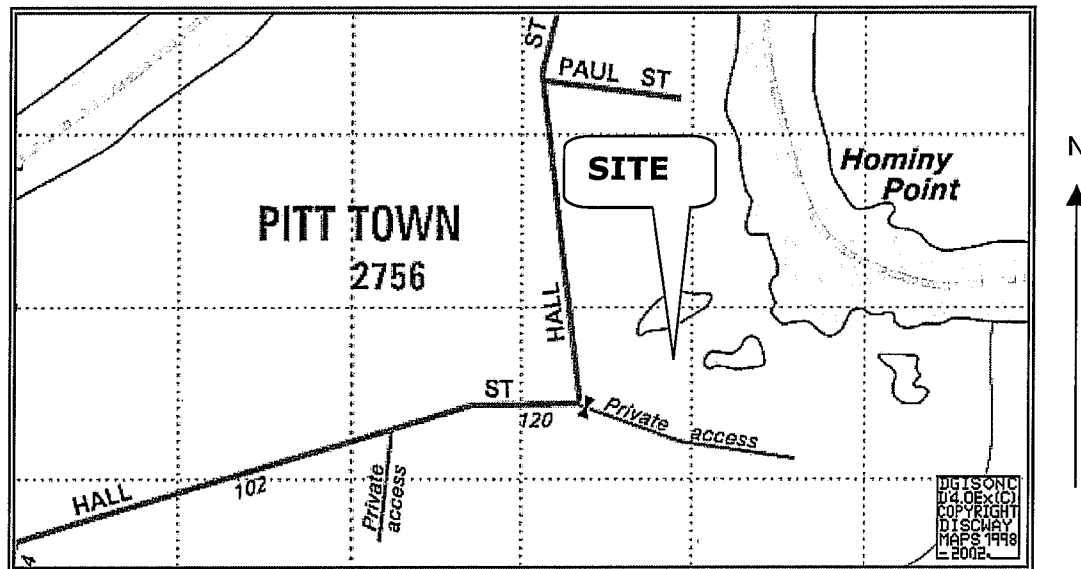 ST
PAUL ST
SITE
Hominy
Point
N
PITT TOWN
2756
HALL
ST
120
Private access
HALL
102
Private
access
4
DGISONC
D4.0Ex(C)
COPYRIGHT
DISCWAY
MAPS 1998
- 2002